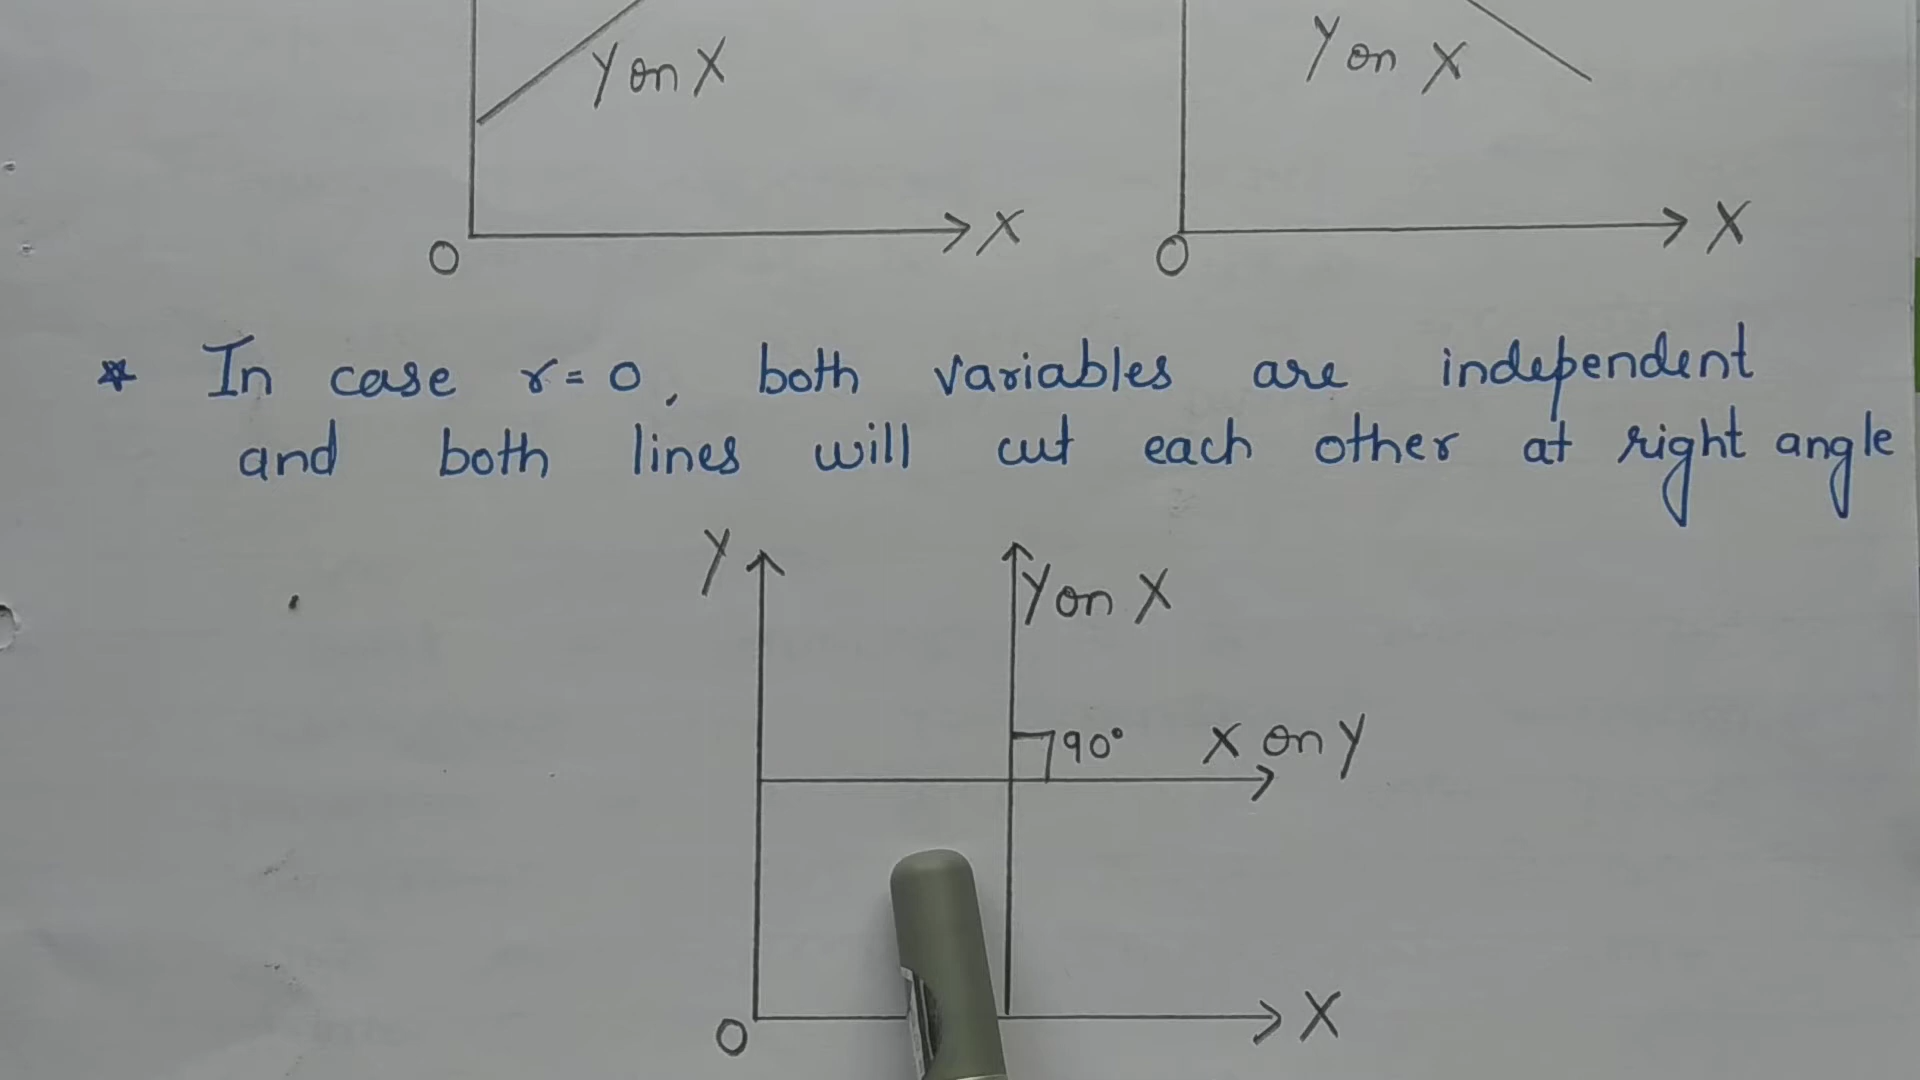 Y on X
Y on X
O
X
O
X
* In case r = 0, both variables are independent
and both lines will cut each other at right angle
Y
Y on X
90°
X on Y
O
X